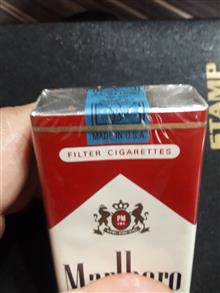 MADE IN U.S.A.
STAMP
FILTER CIGARETTES
PM
Marlboro